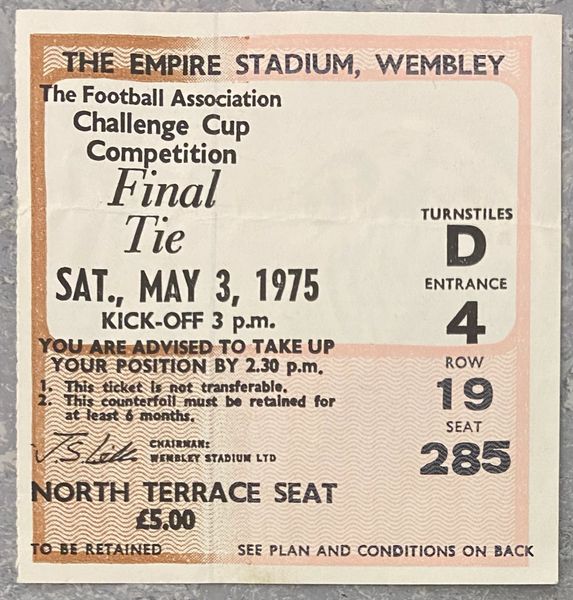 THE EMPIRE STADIUM, WEMBLEY
The Football Association
Challenge Cup
Competition
Final
Tie
SAT., MAY 3, 1975
KICK-OFF 3 p.m.
YOU ARE ADVISED TO TAKE UP
YOUR POSITION BY 2.30 p.m.
1. This ticket is not transferable.
2. This counterfoil must be retained for
at least 6 months.
CHAIRMAN:
WEMBLEY STADIUM LTD
NORTH TERRACE SEAT
£5.00
TO BE RETAINED
TURNSTILES
D
ENTRANCE
4
ROW
19
SEAT
285
SEE PLAN AND CONDITIONS ON BACK